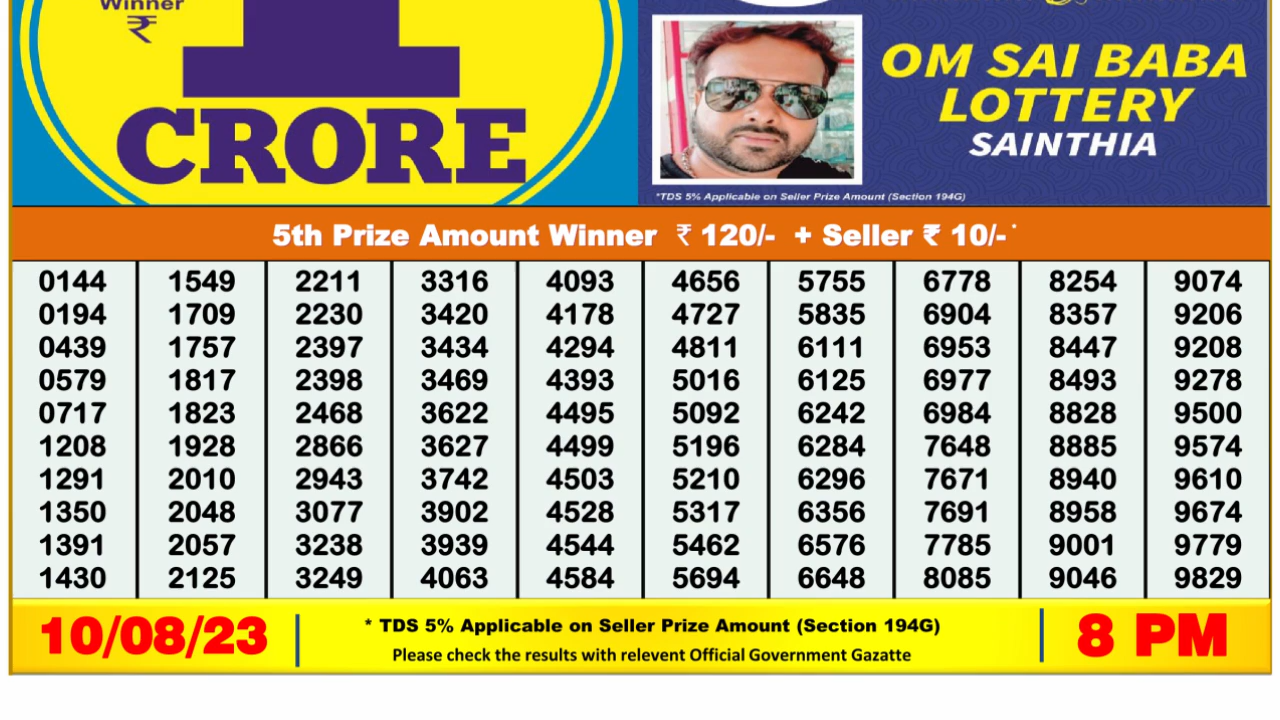 Winner
₹
1
CRORE
OM SAI BABA
LOTTERY
SAINTHIA
*TDS 5% Applicable on Seller Prize Amount (Section 194G)
5th Prize Amount Winner ₹ 120/- + Seller ₹ 10/-*
0144 1549 2211 3316 4093 4656 5755 6778 8254 9074
0194 1709 2230 3420 4178 4727 5835 6904 8357 9206
0439 1757 2397 3434 4294 4811 6111 6953 8447 9208
0579 1817 2398 3469 4393 5016 6125 6977 8493 9278
0717 1823 2468 3622 4495 5092 6242 6984 8828 9500
1208 1928 2866 3627 4499 5196 6284 7648 8885 9574
1291 2010 2943 3742 4503 5210 6296 7671 8940 9610
1350 2048 3077 3902 4528 5317 6356 7691 8958 9674
1391 2057 3238 3939 4544 5462 6576 7785 9001 9779
1430 2125 3249 4063 4584 5694 6648 8085 9046 9829
10/08/23
* TDS 5% Applicable on Seller Prize Amount (Section 194G)
Please check the results with relevent Official Government Gazatte
8 PM